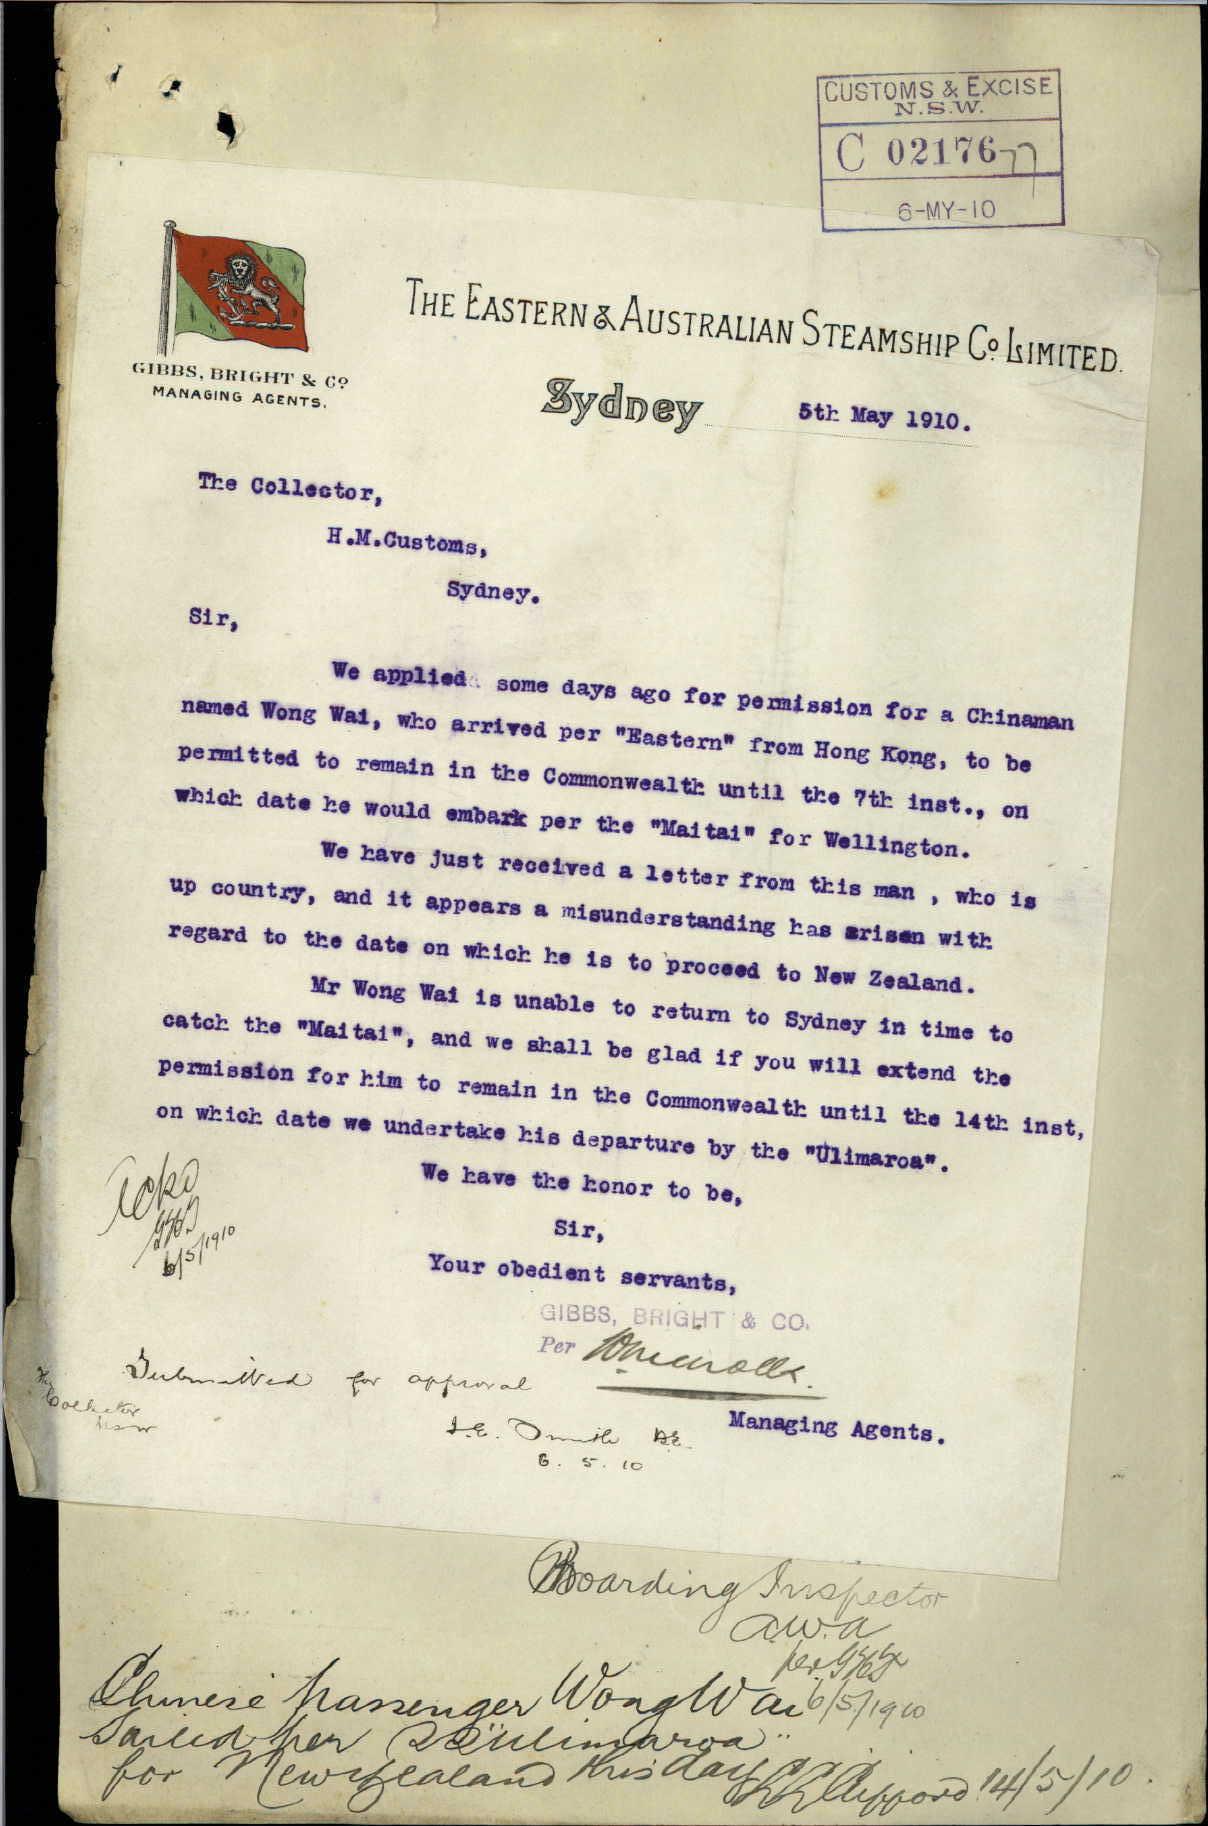 CUSTOMS & EXCISE
N.S.W.
C 02176 77
6-MY-10
THE EASTERN & AUSTRALIAN STEAMSHIP Co. LIMITED.
GIBBS, BRIGHT & Co.
MANAGING AGENTS.
Sydney 5th May 1910.
The Collector,
H.M.Customs,
Sydney.
Sir,
We applied some days ago for permission for a Chinaman
named Wong Wai, who arrived per "Eastern" from Hong Kong, to be
permitted to remain in the Commonwealth until the 7th inst., on
which date he would embark per the "Maitai" for Wellington.
We have just received a letter from this man , who is
up country, and it appears a misunderstanding has arisen with
regard to the date on which he is to proceed to New Zealand.
Mr Wong Wai is unable to return to Sydney in time to
catch the "Maitai", and we shall be glad if you will extend the
permission for him to remain in the Commonwealth until the 14th inst,
on which date we undertake his departure by the "Ulimaroa".
We have the honor to be,
Sir,
Your obedient servants,
Ackd
6/5/1910
GIBBS, BRIGHT & CO.
Per
Managing Agents.
The
Collector
NSW
Submitted for approval
J.E. Smith
6. 5. 10
Boarding Inspector
a.w.a
per
6/5/1910
Chinese passenger Wong Wai
Sailed per SS "Ulimaroa"
for New Zealand this day
Clifford 14/5/10.